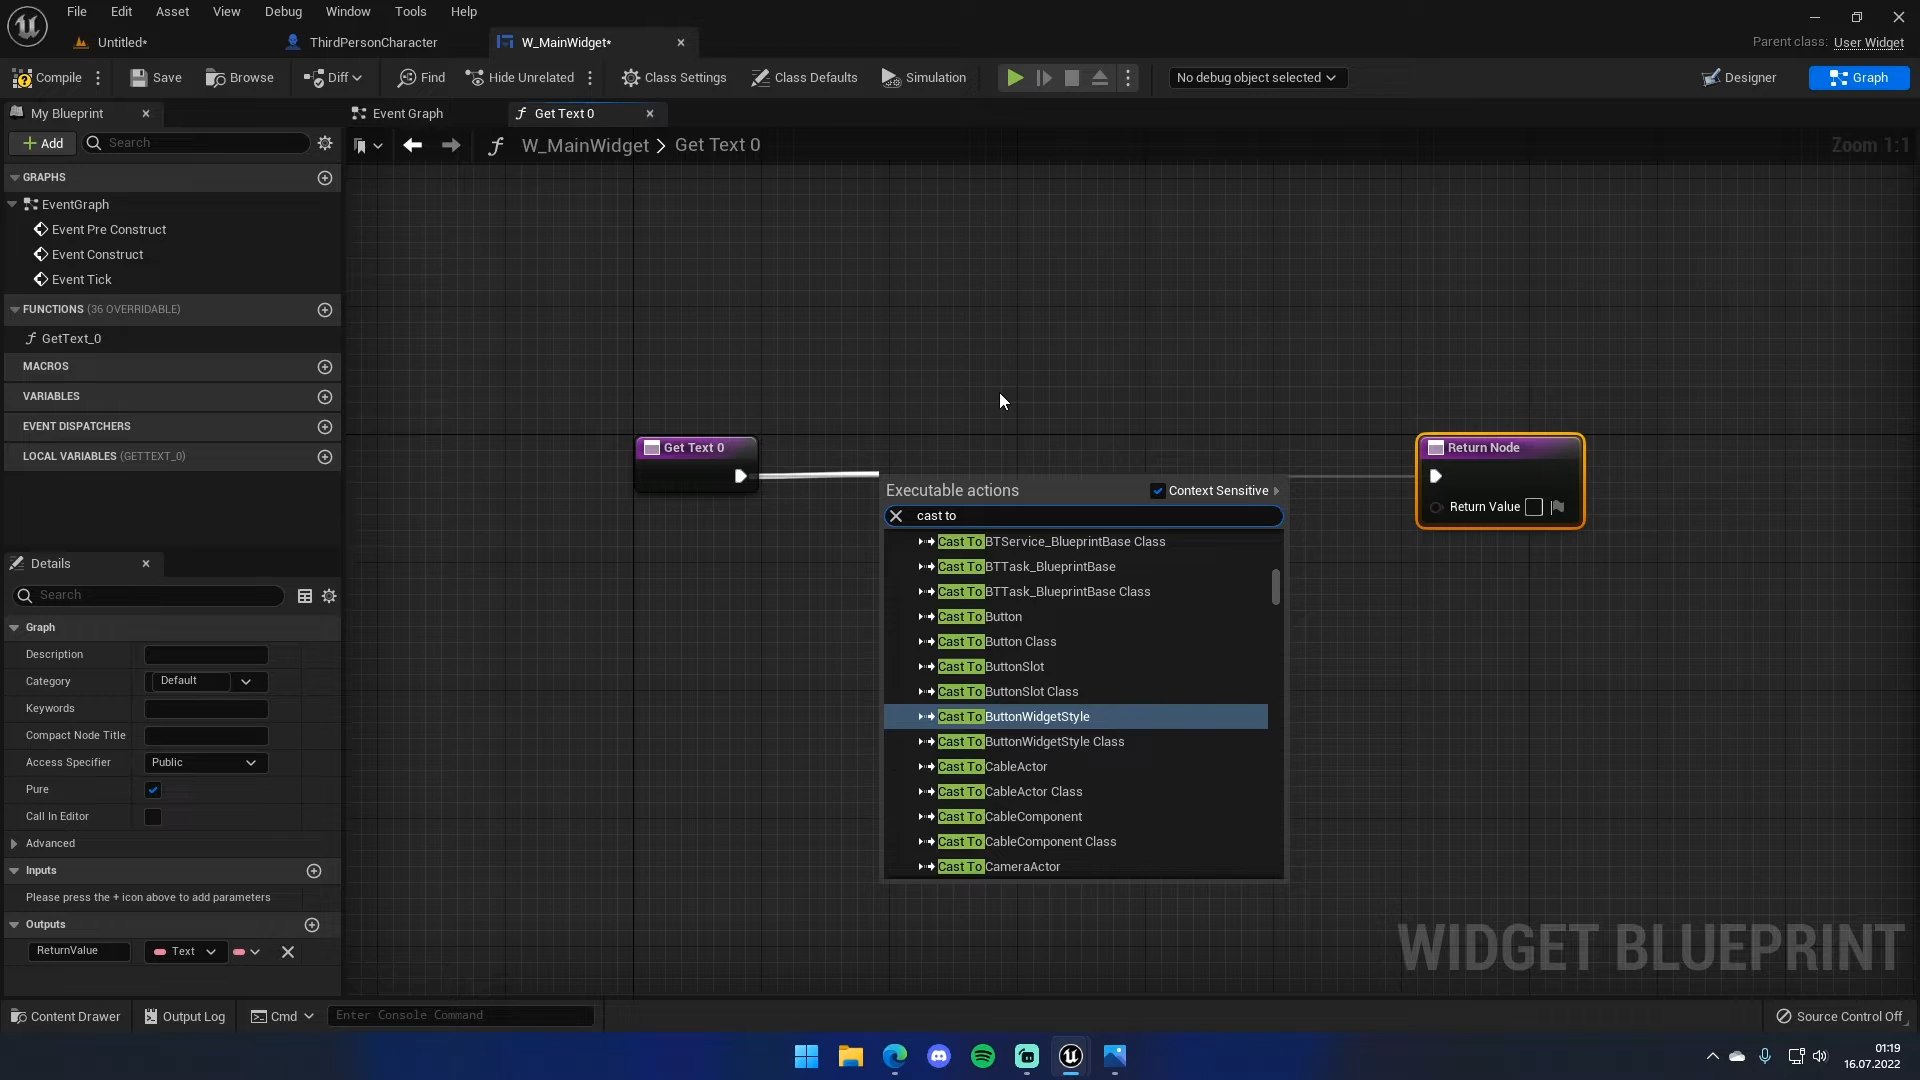 File Edit Asset View Debug Window Tools Help
Untitled* ThirdPersonCharacter W_MainWidget* Parent class: User Widget
Compile Save Browse Diff Find Hide Unrelated Class Settings Class Defaults Simulation No debug object selected Designer Graph
My Blueprint Event Graph Get Text 0
Add Search W_MainWidget > Get Text 0 Zoom 1:1
GRAPHS
EventGraph
Event Pre Construct
Event Construct
Event Tick
FUNCTIONS (36 OVERRIDABLE)
GetText_0
MACROS
VARIABLES
EVENT DISPATCHERS
LOCAL VARIABLES (GETTEXT_0)
Get Text 0
Return Node
Return Value
Executable actions Context Sensitive
cast to
Cast To BTService_BlueprintBase Class
Cast To BTTask_BlueprintBase
Cast To BTTask_BlueprintBase Class
Cast To Button
Cast To Button Class
Cast To ButtonSlot
Cast To ButtonSlot Class
Cast To ButtonWidgetStyle
Cast To ButtonWidgetStyle Class
Cast To CableActor
Cast To CableActor Class
Cast To CableComponent
Cast To CableComponent Class
Cast To CameraActor
Details
Search
Graph
Description
Category Default
Keywords
Compact Node Title
Access Specifier Public
Pure
Call In Editor
Advanced
Inputs
Please press the + icon above to add parameters
Outputs
ReturnValue Text
WIDGET BLUEPRINT
Content Drawer Output Log Cmd Enter Console Command Source Control Off
01:19
16.07.2022